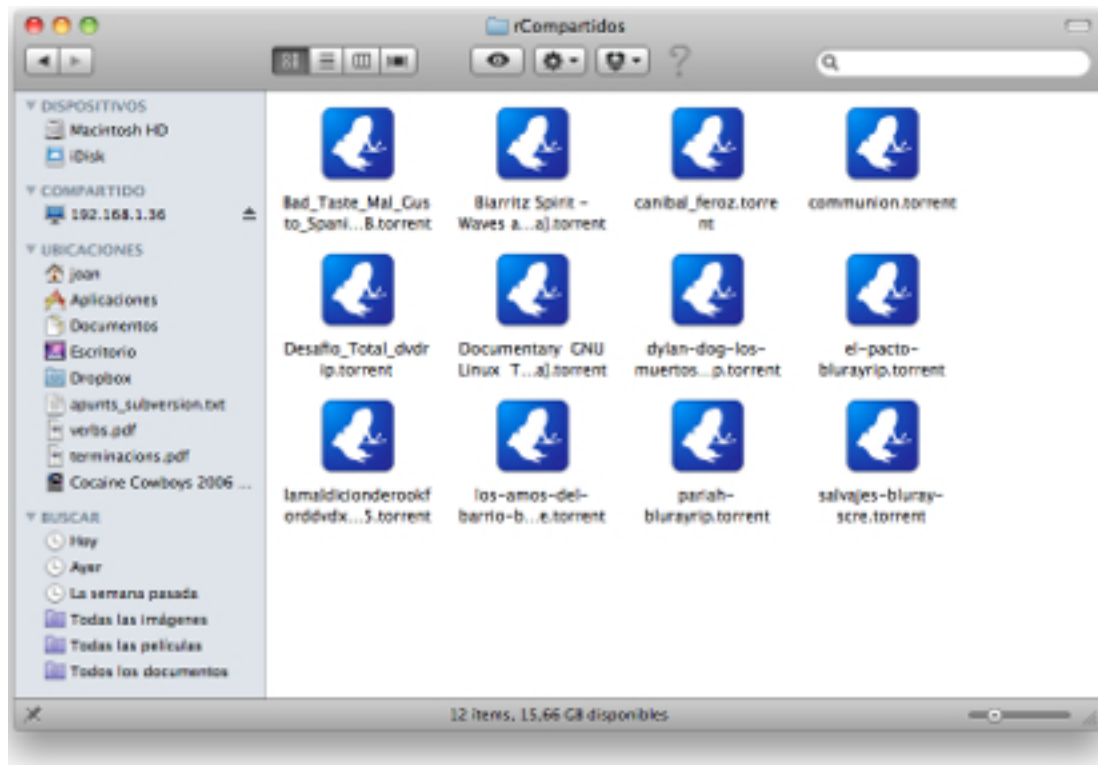 rCompartidos
DISPOSITIVOS
Macintosh HD
iDisk
COMPARTIDO
192.168.1.36
UBICACIONES
joan
Aplicaciones
Documentos
Escritorio
Dropbox
apunts_subversion.txt
verbs.pdf
terminacions.pdf
Cocaine Cowboys 2006 ...
BUSCAR
Hoy
Ayer
La semana pasada
Todas las imágenes
Todas las películas
Todos los documentos
Bad_Taste_Mal_Gus
to_Spani...B.torrent
Biarritz Spirit –
Waves a...a].torrent
canibal_feroz.torre
nt
communion.torrent
Desafio_Total_dvdr
ip.torrent
Documentary GNU
Linux T...a].torrent
dylan-dog-los-
muertos...p.torrent
el-pacto-
blurayrip.torrent
lamaldicionderookf
orddvdx...5.torrent
los-amos-del-
barrio-b...e.torrent
pariah-
blurayrip.torrent
salvajes-bluray-
scre.torrent
12 ítems, 15,66 GB disponibles